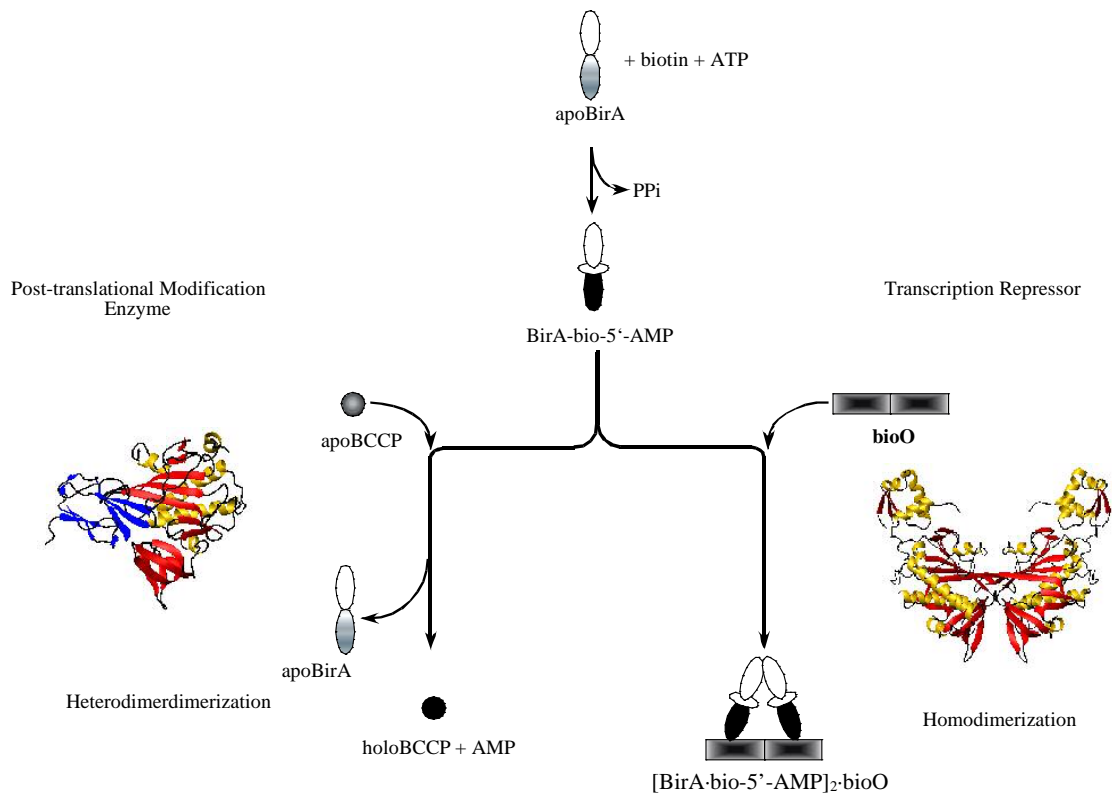 + biotin + ATP
apoBirA
PPi
Post-translational Modification
Enzyme
Transcription Repressor
BirA-bio-5‘-AMP
apoBCCP
bioO
apoBirA
Heterodimerdimerization
Homodimerization
holoBCCP + AMP
[BirA·bio-5’-AMP]₂·bioO